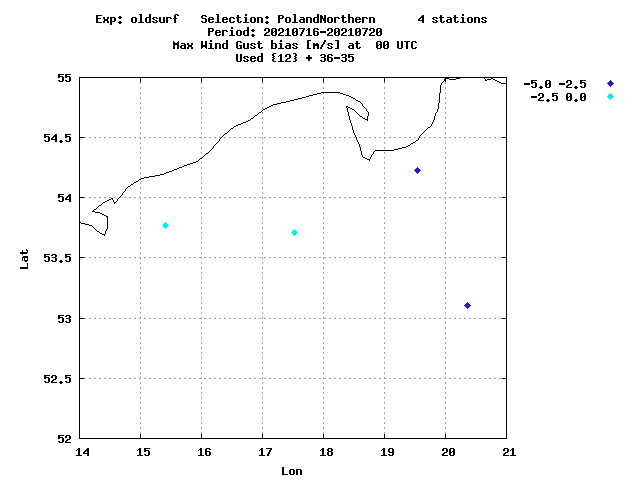 Exp: oldsurf   Selection: PolandNorthern      4 stations
Period: 20210716-20210720
Max Wind Gust bias [m/s] at  00 UTC
Used {12} + 36-35
-5.0 -2.5
-2.5 0.0
55
54.5
54
53.5
53
52.5
52
Lat
14 15 16 17 18 19 20 21
Lon